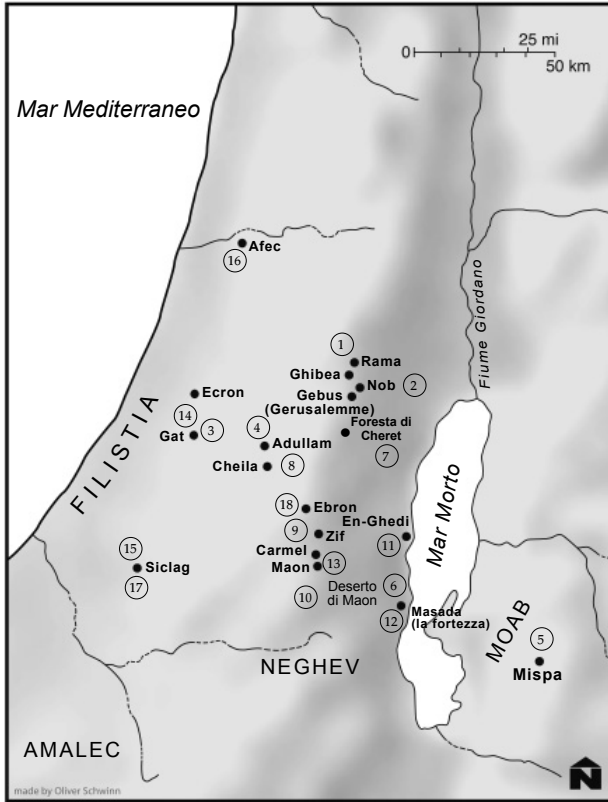 25 mi
0
50 km
Mar Mediterraneo
Afec
16
Fiume Giordano
1
Rama
Ghibea
Nob
2
Ecron
Gebus
(Gerusalemme)
FILISTIA
14
3
Gat
4
Adullam
Foresta di
Cheret
7
Cheila
8
Mar Morto
18
Ebron
9
Zif
En-Ghedi
11
Carmel
Maon
13
15
Siclag
17
10
Deserto
di Maon
6
12
Masada
(la fortezza)
MOAB
5
Mispa
NEGHEV
AMALEC
N
made by Oliver Schwinn